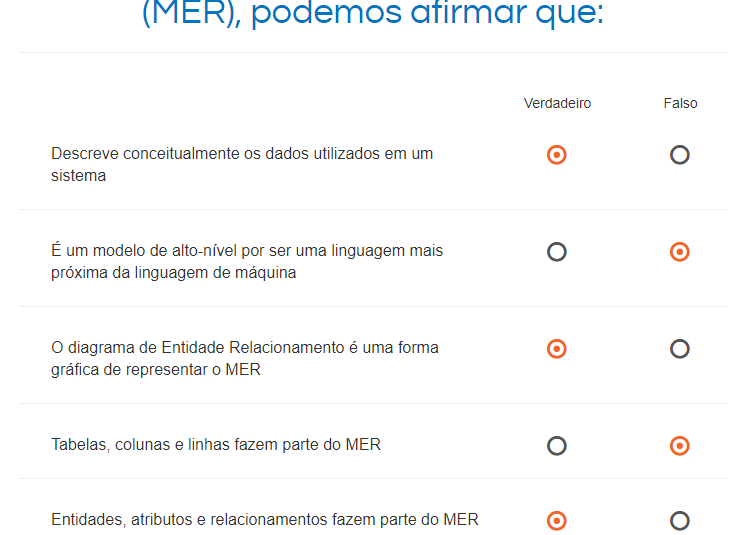 (MER), podemos afirmar que:
Verdadeiro Falso
Descreve conceitualmente os dados utilizados em um
sistema
É um modelo de alto-nível por ser uma linguagem mais
próxima da linguagem de máquina
O diagrama de Entidade Relacionamento é uma forma
gráfica de representar o MER
Tabelas, colunas e linhas fazem parte do MER
Entidades, atributos e relacionamentos fazem parte do MER